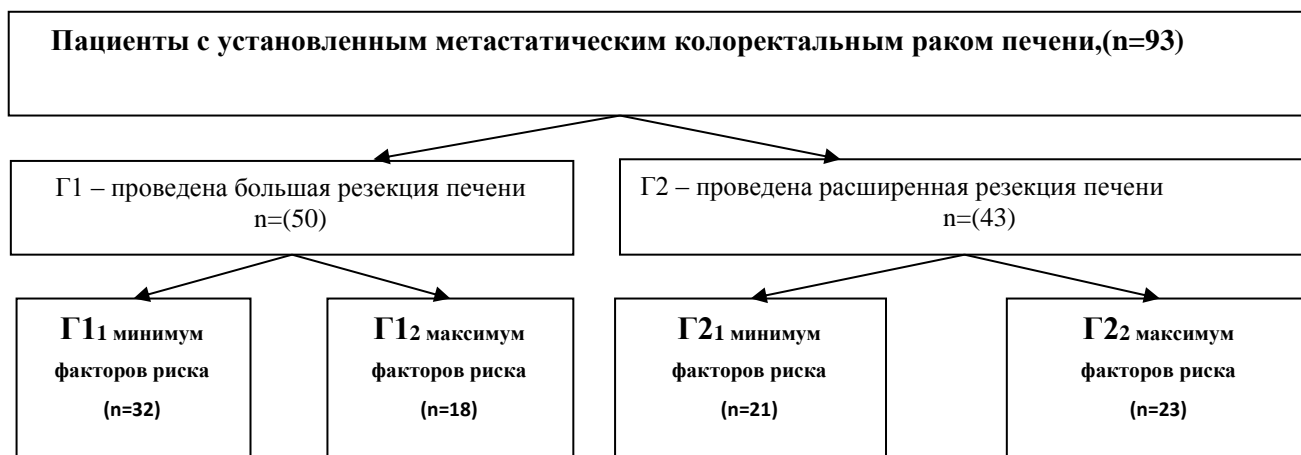 Пациенты с установленным метастатическим колоректальным раком печени,(n=93)
Г1 – проведена большая резекция печени
n=(50)
Г2 – проведена расширенная резекция печени
n=(43)
Г1₁ минимум
факторов риска
(n=32)
Г1₂ максимум
факторов риска
(n=18)
Г2₁ минимум
факторов риска
(n=21)
Г2₂ максимум
факторов риска
(n=23)